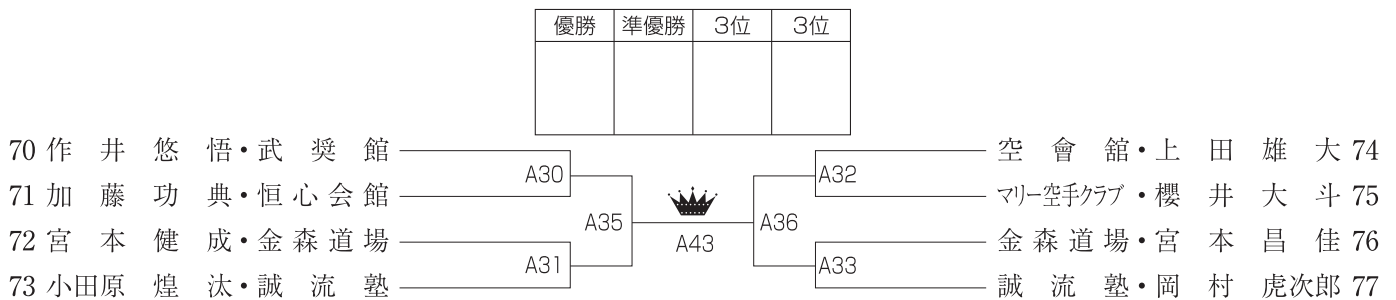 優勝 準優勝 3位 3位
70 作井悠悟・武奨館
71 加藤功典・恒心会館
72 宮本健成・金森道場
73 小田原煌汰・誠流塾
A30
A31
A35
A43
A36
A32
A33
空會舘・上田雄大 74
マリー空手クラブ・櫻井大斗 75
金森道場・宮本昌佳 76
誠流塾・岡村虎次郎 77